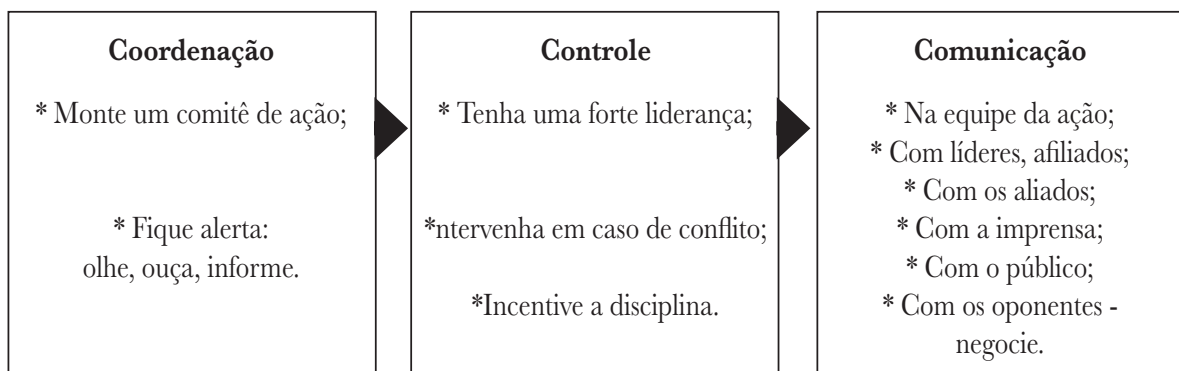 Coordenação
* Monte um comitê de ação;
* Fique alerta:
olhe, ouça, informe.
Controle
* Tenha uma forte liderança;
*ntervenha em caso de conflito;
*Incentive a disciplina.
Comunicação
* Na equipe da ação;
* Com líderes, afiliados;
* Com os aliados;
* Com a imprensa;
* Com o público;
* Com os oponentes -
negocie.